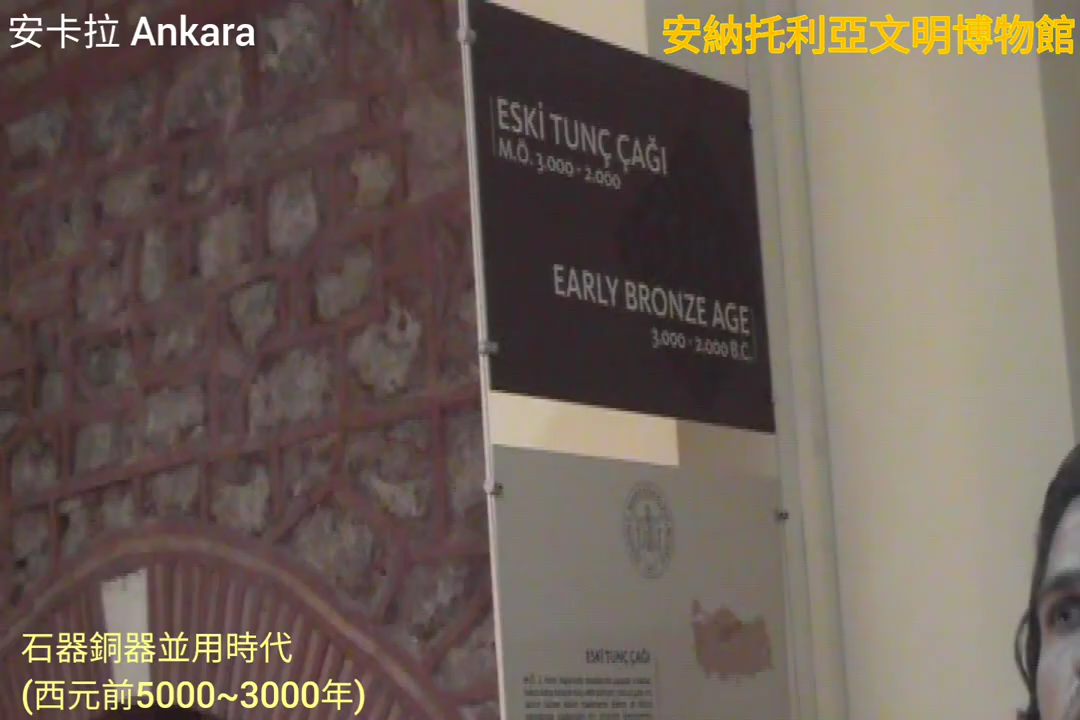 安卡拉 Ankara
安納托利亞文明博物館
ESKİ TUNÇ ÇAĞI
M.Ö. 3.000 - 2.000
EARLY BRONZE AGE
3.000 - 2.000 B.C.
ESKİ TUNÇ ÇAĞI
石器銅器並用時代
(西元前5000~3000年)